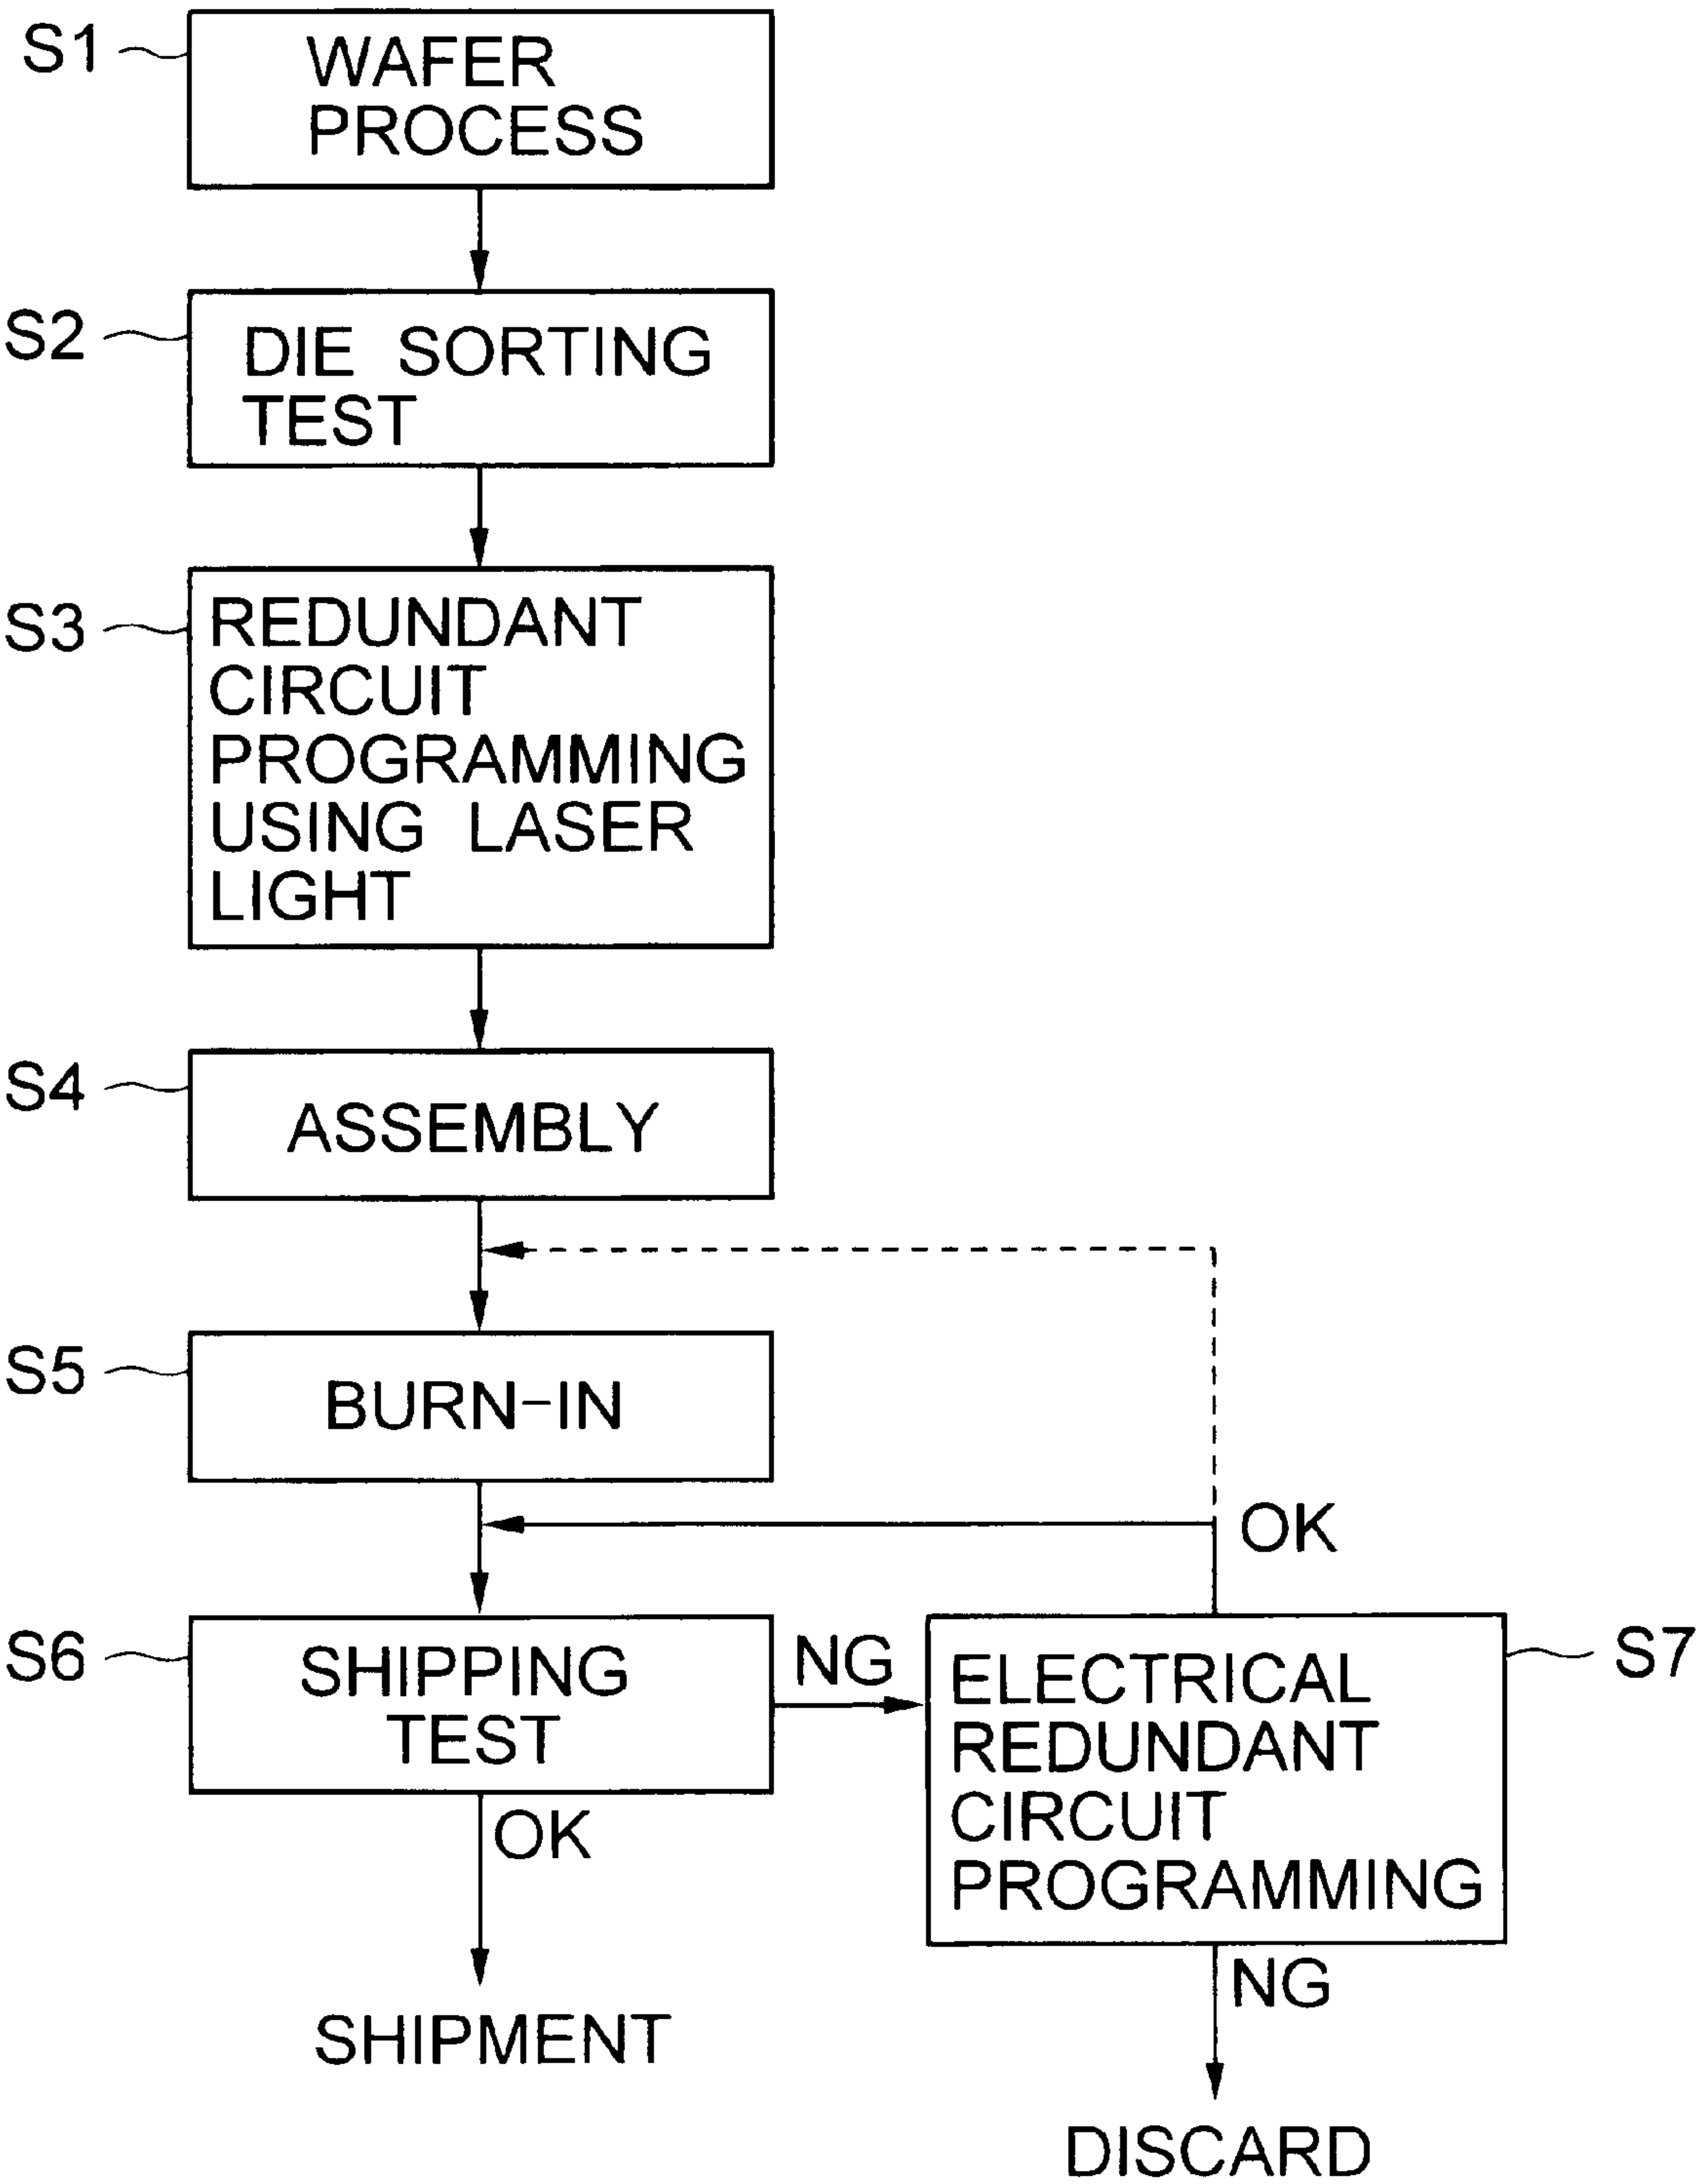 S1
WAFER
PROCESS
S2
DIE SORTING
TEST
S3
REDUNDANT
CIRCUIT
PROGRAMMING
USING LASER
LIGHT
S4
ASSEMBLY
S5
BURN-IN
OK
S6
SHIPPING
TEST
NG
S7
ELECTRICAL
REDUNDANT
CIRCUIT
PROGRAMMING
OK
NG
SHIPMENT
DISCARD